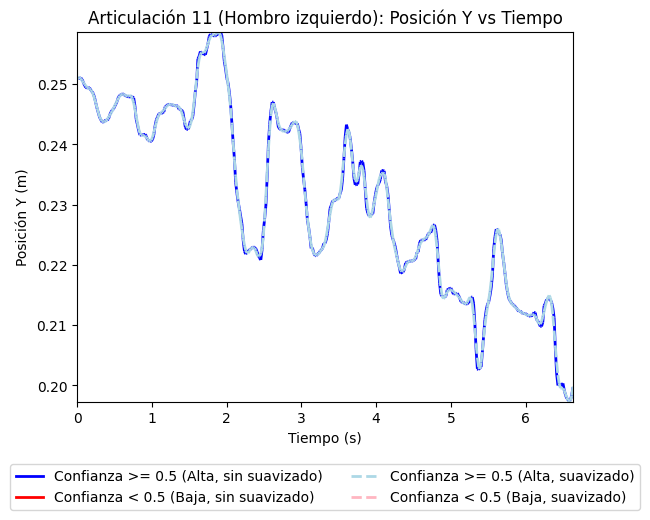 Articulación 11 (Hombro izquierdo): Posición Y vs Tiempo
Posición Y (m)
0.25
0.24
0.23
0.22
0.21
0.20
0 1 2 3 4 5 6
Tiempo (s)
Confianza >= 0.5 (Alta, sin suavizado)
Confianza < 0.5 (Baja, sin suavizado)
Confianza >= 0.5 (Alta, suavizado)
Confianza < 0.5 (Baja, suavizado)